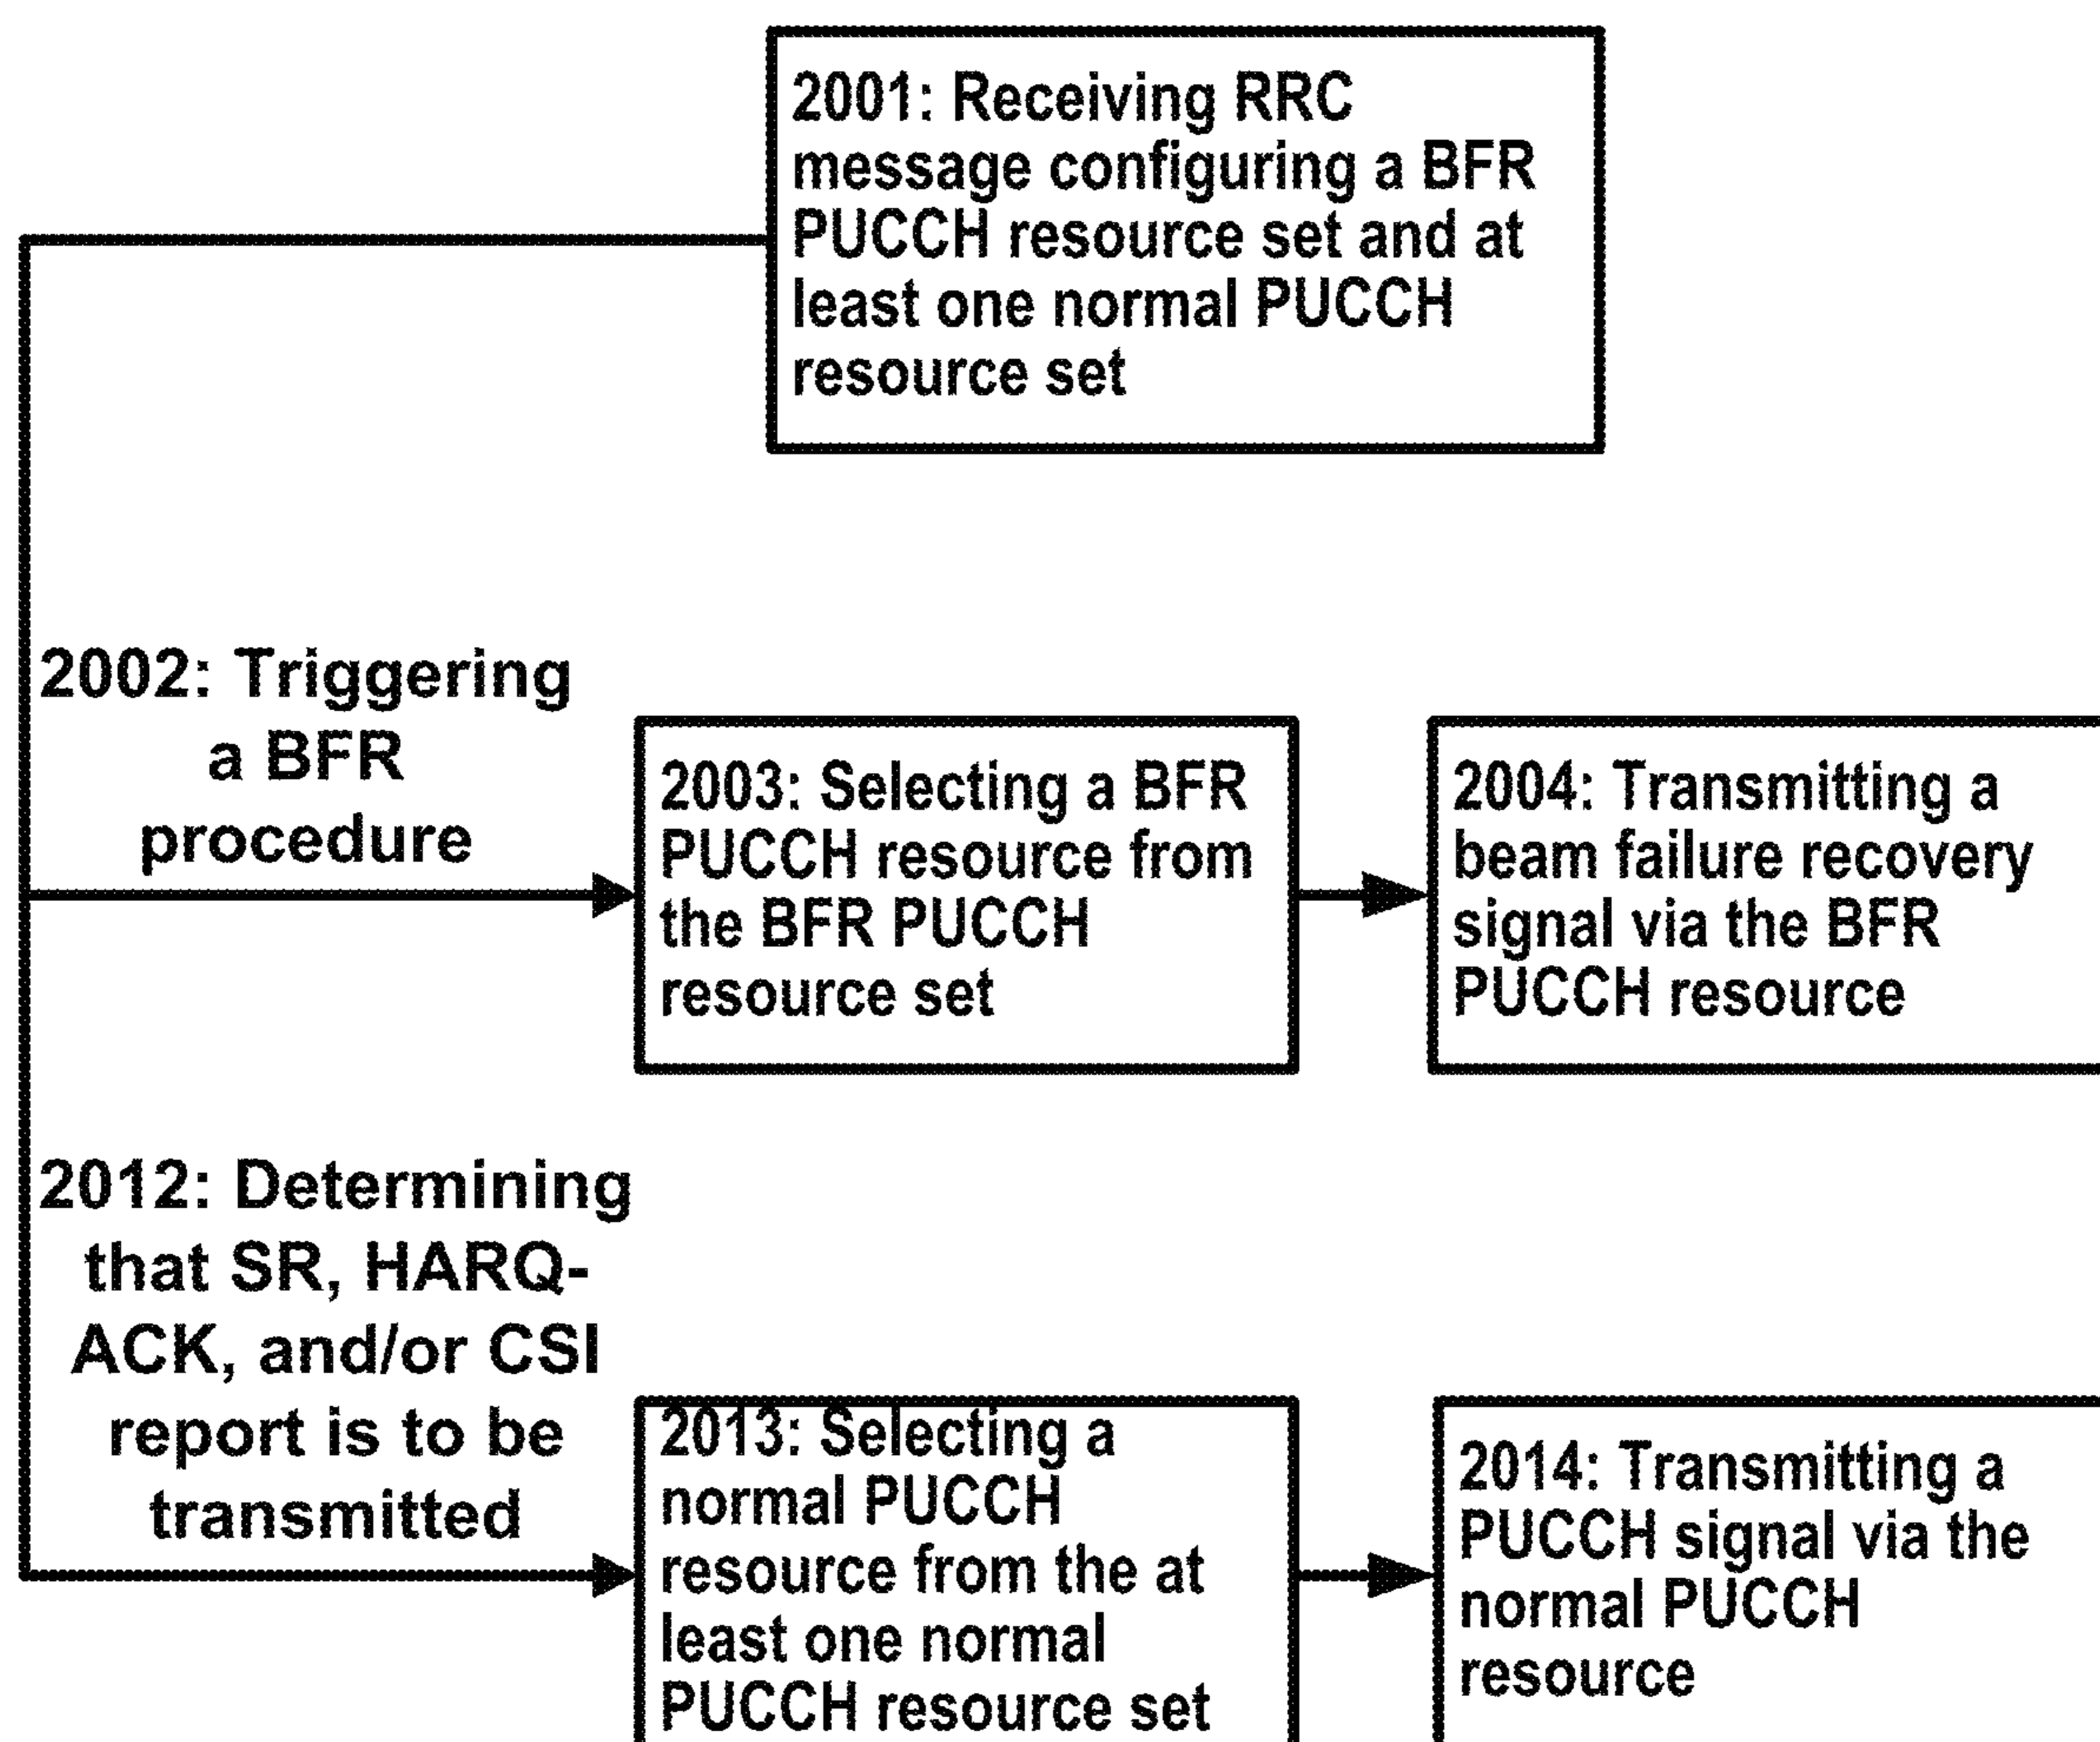 2001: Receiving RRC
message configuring a BFR
PUCCH resource set and at
least one normal PUCCH
resource set
2002: Triggering
a BFR
procedure
2003: Selecting a BFR
PUCCH resource from
the BFR PUCCH
resource set
2004: Transmitting a
beam failure recovery
signal via the BFR
PUCCH resource
2012: Determining
that SR, HARQ-
ACK, and/or CSI
report is to be
transmitted
2013: Selecting a
normal PUCCH
resource from the at
least one normal
PUCCH resource set
2014: Transmitting a
PUCCH signal via the
normal PUCCH
resource